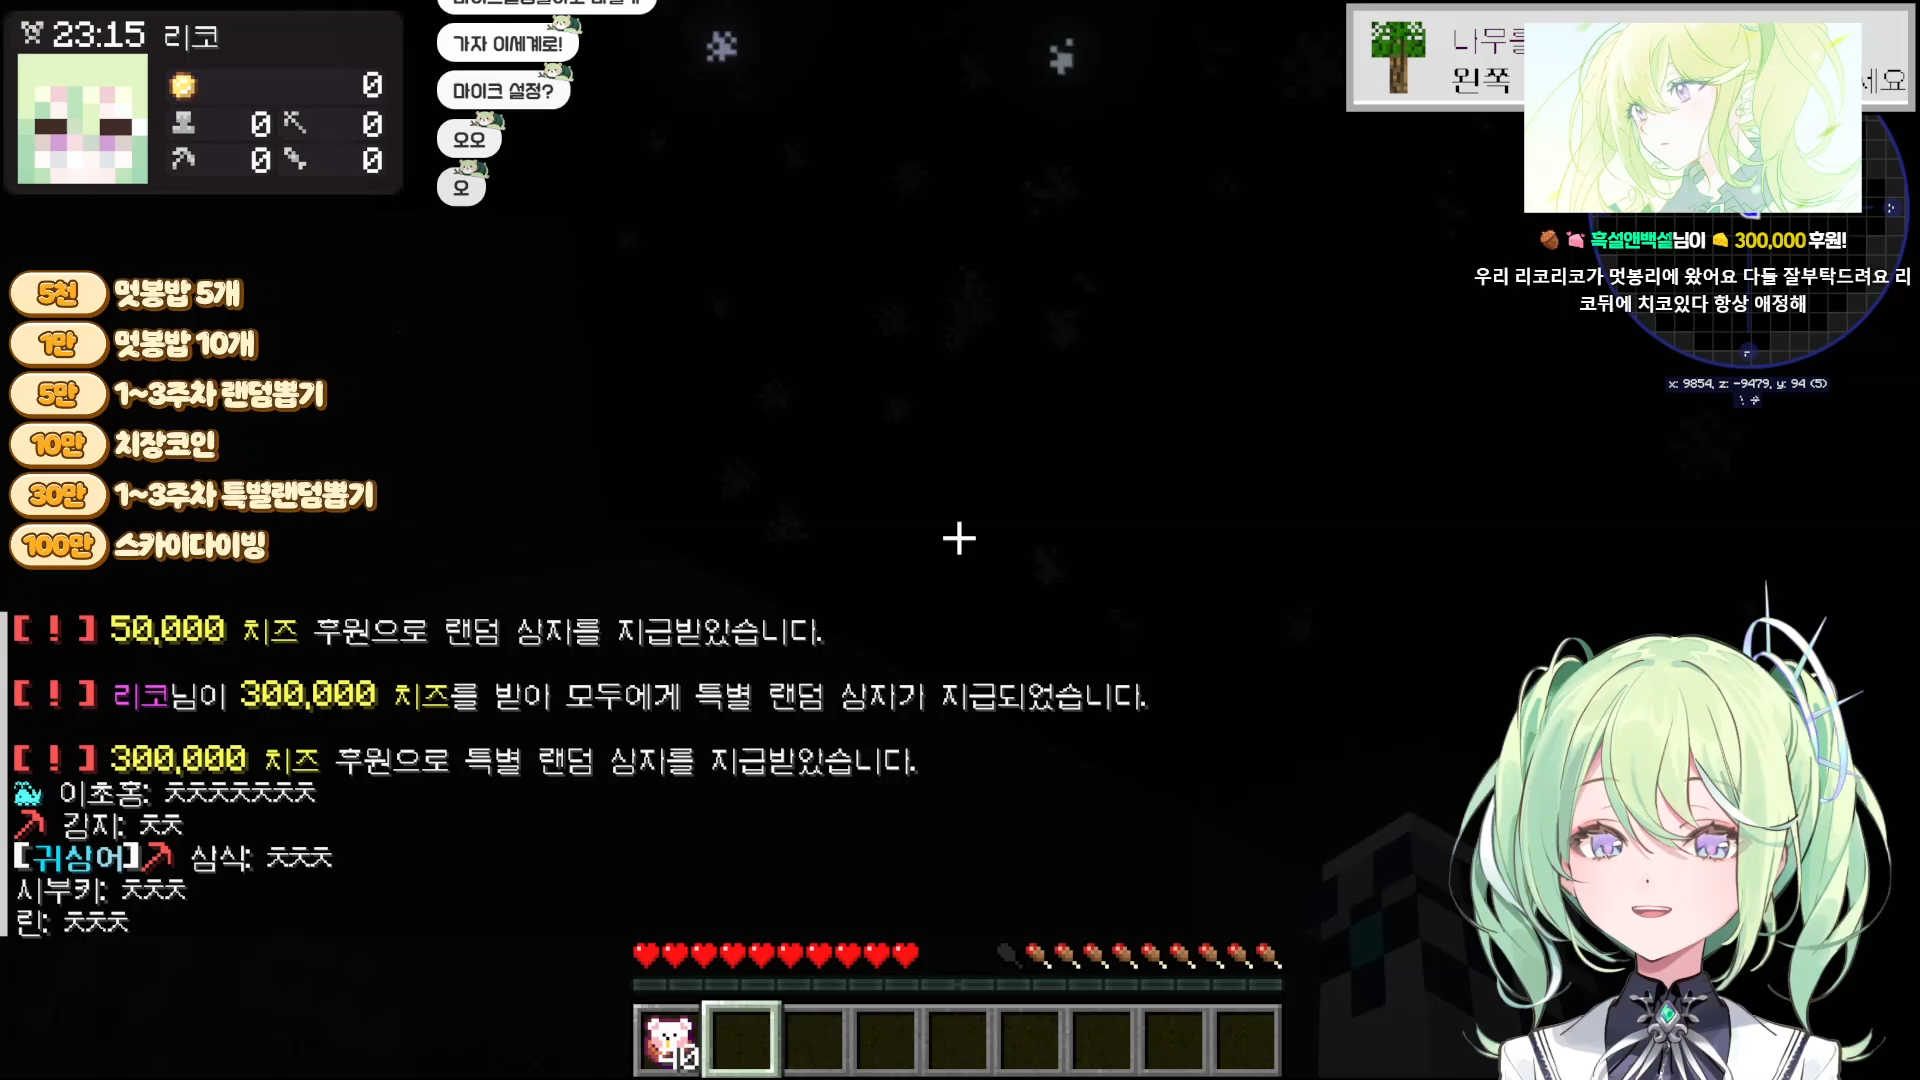 23:15 리코
0
0 0
0 0
가자 이세계로!
마이크 설정?
오오
오
나무를
왼쪽
세요
흑설앤백설님이 300,000 후원!
우리 리코리코가 멋봉리에 왔어요 다들 잘부탁드려요 리
코뒤에 치코있다 항상 애정해
x: 9854, z: -9479, y: 94 (5)
5천 멋봉밥 5개
1만 멋봉밥 10개
5만 1~3주차 랜덤뽑기
10만 치장코인
30만 1~3주차 특별랜덤뽑기
100만 스카이다이빙
[ ! ] 50,000 치즈 후원으로 랜덤 상자를 지급받았습니다.
[ ! ] 리코님이 300,000 치즈를 받아 모두에게 특별 랜덤 상자가 지급되었습니다.
[ ! ] 300,000 치즈 후원으로 특별 랜덤 상자를 지급받았습니다.
이초홍: ㅊㅊㅊㅊㅊㅊㅊ
감자: ㅊㅊ
[귀상어] 삼식: ㅊㅊㅊ
시부키: ㅊㅊㅊ
린: ㅊㅊㅊ
40